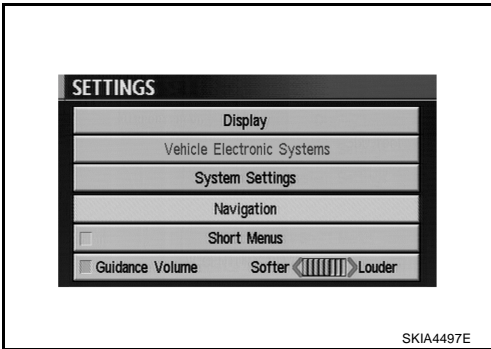 SETTINGS
Display
Vehicle Electronic Systems
System Settings
Navigation
Short Menus
Guidance Volume Softer Louder
SKIA4497E